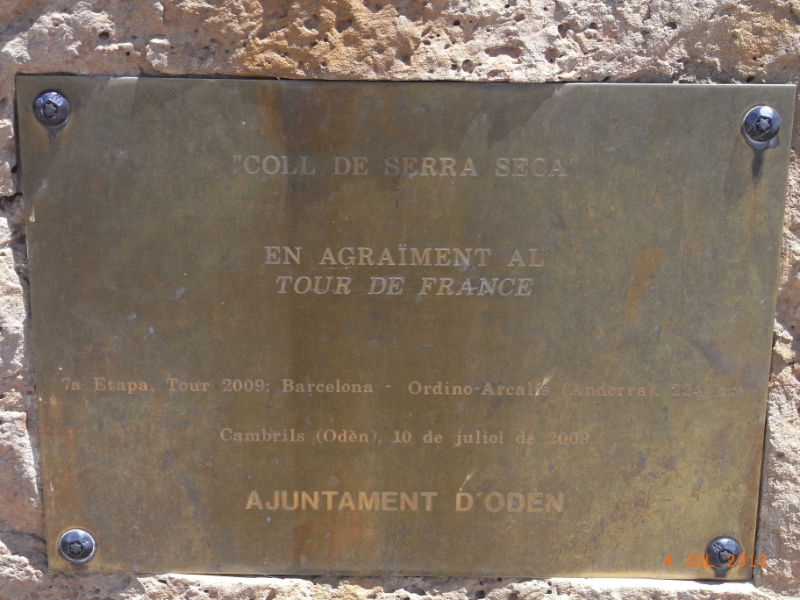 "COLL DE SERRA SECA"
EN AGRAÏMENT AL
TOUR DE FRANCE
7a Etapa, Tour 2009: Barcelona - Ordino-Arcalís (Andorra).
Cambrils (Odèn), 10 de juliol de 2009.
AJUNTAMENT D'ODÈN